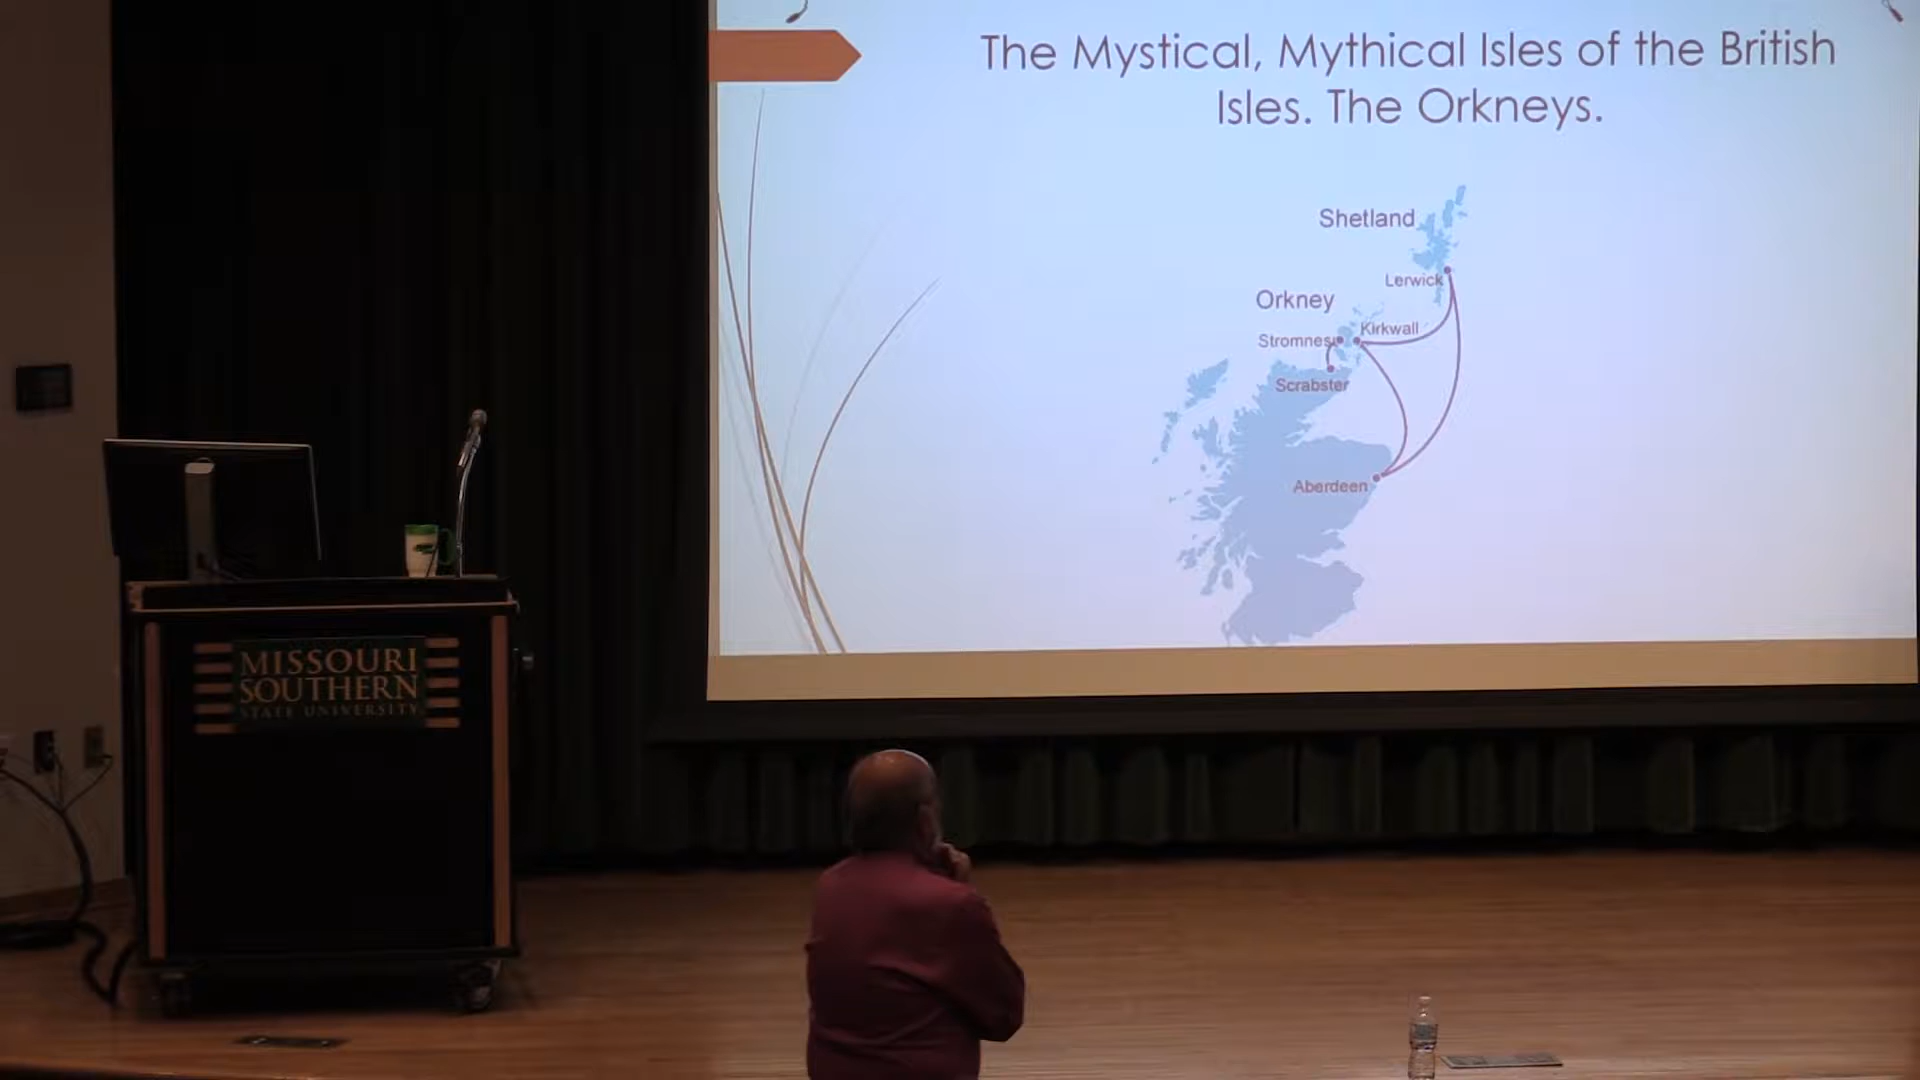 The Mystical, Mythical Isles of the British
Isles. The Orkneys.
Shetland
Lerwick
Orkney
Kirkwall
Stromness
Scrabster
Aberdeen
MISSOURI
SOUTHERN
STATE UNIVERSITY